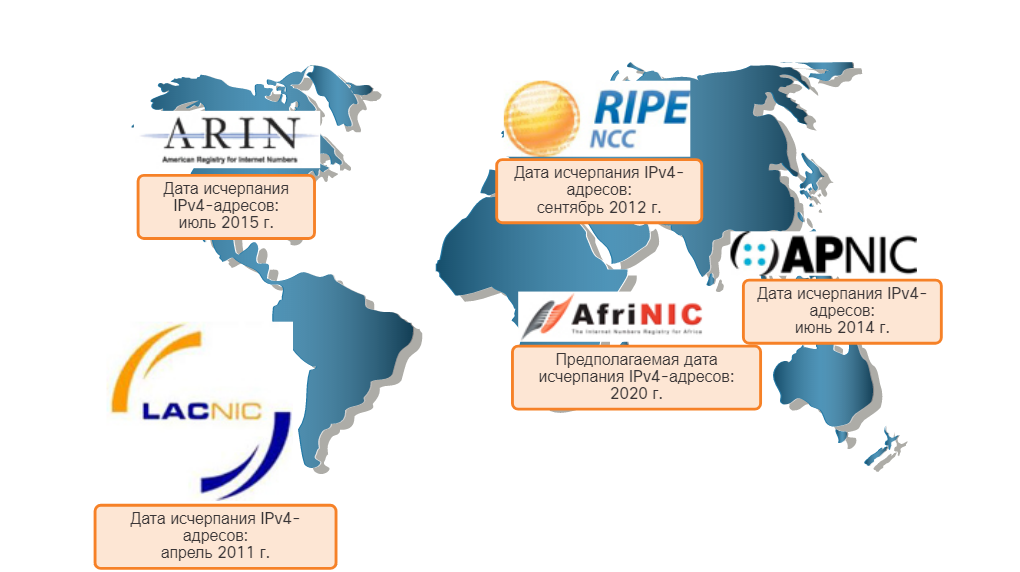 ARIN
American Registry for Internet Numbers
Дата исчерпания
IPv4-адресов:
июль 2015 г.
RIPE
NCC
Дата исчерпания IPv4-
адресов:
сентябрь 2012 г.
APNIC
Дата исчерпания IPv4-
адресов:
июнь 2014 г.
AfriNIC
The Internet Numbers Registry for Africa
Предполагаемая дата
исчерпания IPv4-адресов:
2020 г.
LACNIC
Дата исчерпания IPv4-
адресов:
апрель 2011 г.